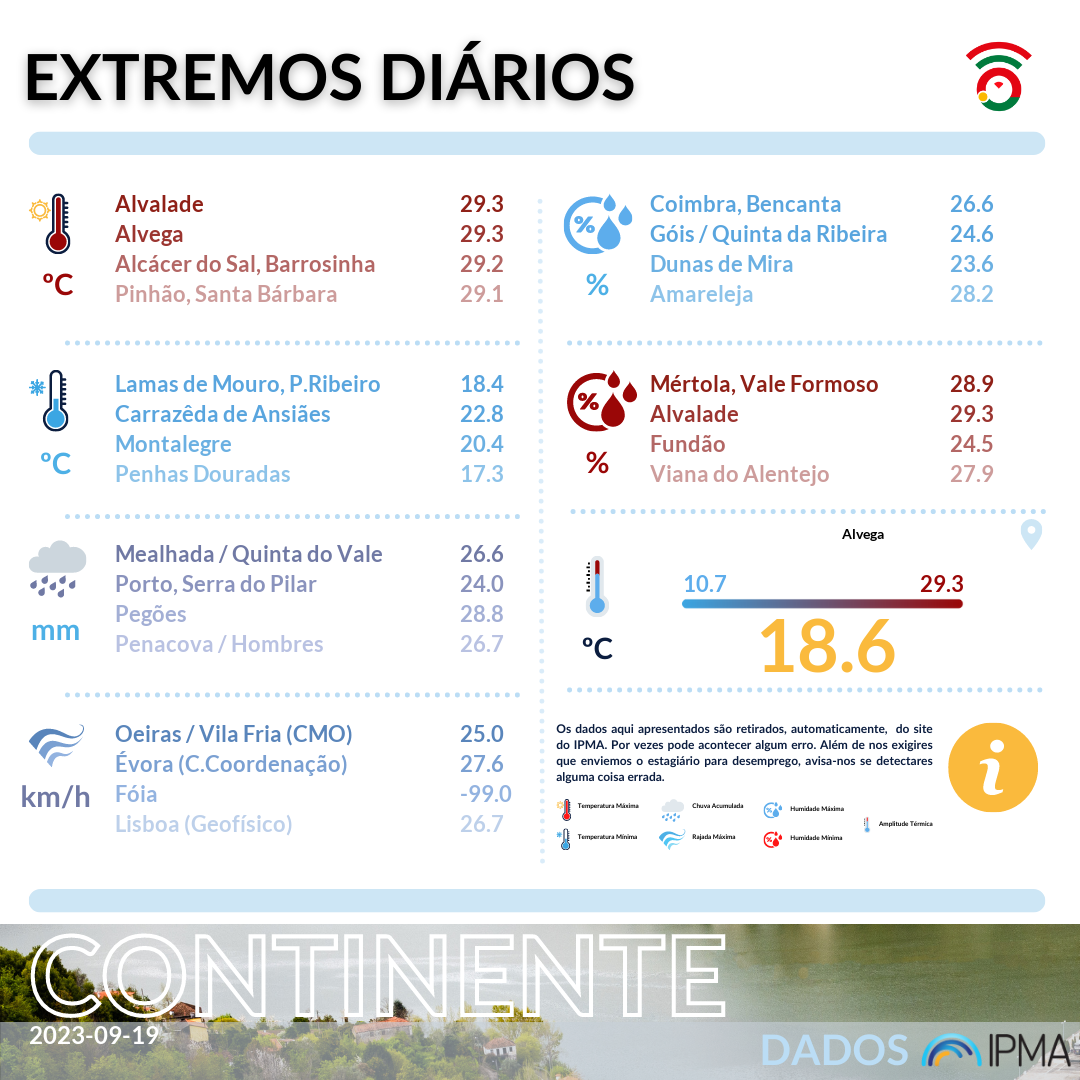 EXTREMOS DIÁRIOS
°C
Alvalade 29.3
Alvega 29.3
Alcácer do Sal, Barrosinha 29.2
Pinhão, Santa Bárbara 29.1
°C
Lamas de Mouro, P.Ribeiro 18.4
Carrazêda de Ansiães 22.8
Montalegre 20.4
Penhas Douradas 17.3
mm
Mealhada / Quinta do Vale 26.6
Porto, Serra do Pilar 24.0
Pegões 28.8
Penacova / Hombres 26.7
km/h
Oeiras / Vila Fria (CMO) 25.0
Évora (C.Coordenação) 27.6
Fóia -99.0
Lisboa (Geofísico) 26.7
%
%
Coimbra, Bencanta 26.6
Góis / Quinta da Ribeira 24.6
Dunas de Mira 23.6
Amareleja 28.2
%
%
Mértola, Vale Formoso 28.9
Alvalade 29.3
Fundão 24.5
Viana do Alentejo 27.9
Alvega
10.7 29.3
°C
18.6
Os dados aqui apresentados são retirados, automaticamente, do site
do IPMA. Por vezes pode acontecer algum erro. Além de nos exigires
que enviemos o estagiário para desemprego, avisa-nos se detectares
alguma coisa errada.
i
Temperatura Máxima
Chuva Acumulada
% Humidade Máxima
Amplitude Térmica
Temperatura Mínima
Rajada Máxima
% Humidade Mínima
CONTINENTE
2023-09-19
DADOS IPMA